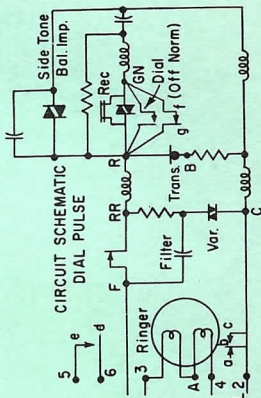 CIRCUIT SCHEMATIC
DIAL PULSE
Side Tone
Bal. Imp.
Rec
GN
Dial
f (Off Norm)
g
R
Trans.
B
RR
F
Filter
Var.
C
5
e
d
6
3
Ringer
A
4
a
b
c
2